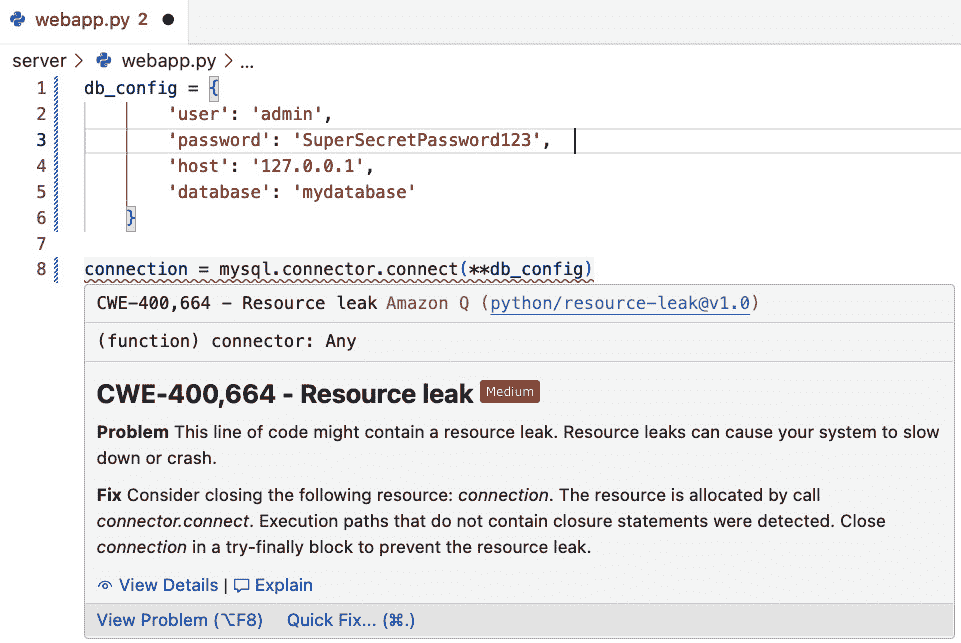 webapp.py 2 ●
server > webapp.py > ...
1 db_config = {
2 'user': 'admin',
3 'password': 'SuperSecretPassword123',
4 'host': '127.0.0.1',
5 'database': 'mydatabase'
6 }
7
8 connection = mysql.connector.connect(**db_config)
CWE-400,664 - Resource leak Amazon Q (python/resource-leak@v1.0)
(function) connector: Any
CWE-400,664 - Resource leak Medium
Problem This line of code might contain a resource leak. Resource leaks can cause your system to slow
down or crash.
Fix Consider closing the following resource: connection. The resource is allocated by call
connector.connect. Execution paths that do not contain closure statements were detected. Close
connection in a try-finally block to prevent the resource leak.
View Details | Explain
View Problem (⌥F8) Quick Fix... (⌘.)